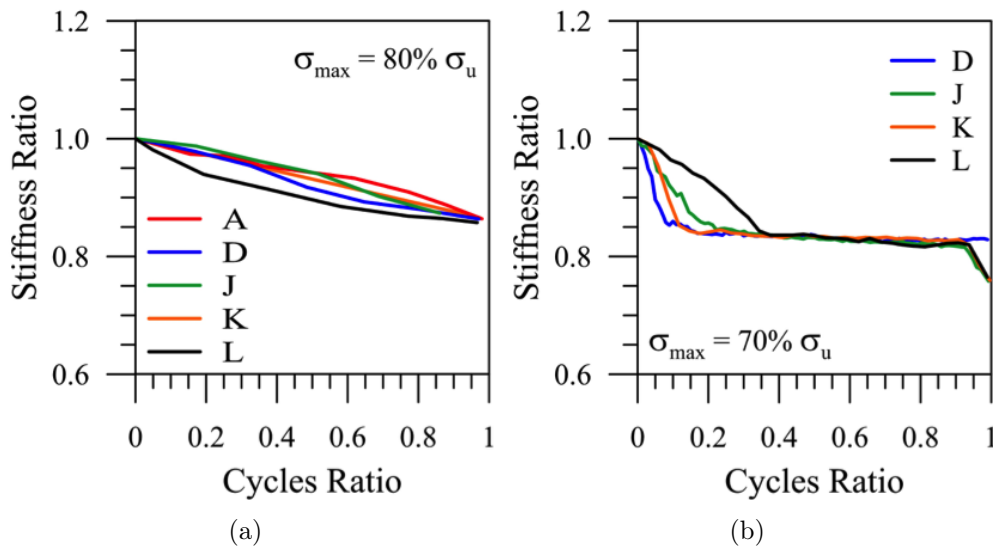 1.2
1.0
0.8
0.6
Stiffness Ratio
σmax = 80% σu
A
D
J
K
L
0 0.2 0.4 0.6 0.8 1
Cycles Ratio
(a)
1.2
1.0
0.8
0.6
Stiffness Ratio
D
J
K
L
σmax = 70% σu
0 0.2 0.4 0.6 0.8 1
Cycles Ratio
(b)